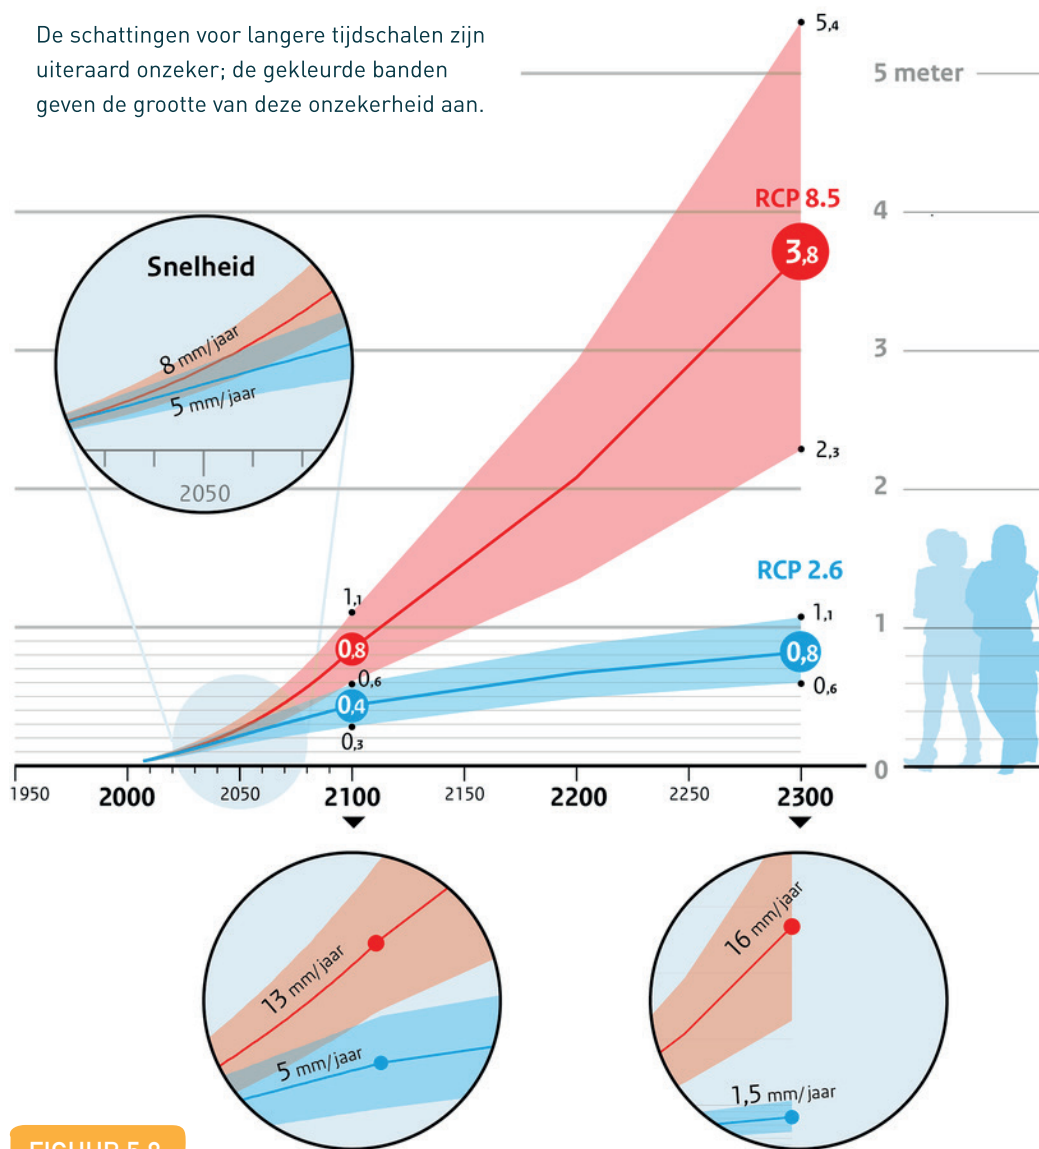 De schattingen voor langere tijdschalen zijn
uiteraard onzeker; de gekleurde banden
geven de grootte van deze onzekerheid aan.
5,4
5 meter
RCP 8.5
4
3,8
Snelheid
8 mm/jaar
5 mm/jaar
2050
3
2,3
2
RCP 2.6
1,1
1,1
1
0,8
0,8
0,6
0,6
0,4
0,3
0
1950
2000
2050
2100
2150
2200
2250
2300
13 mm/jaar
5 mm/jaar
16 mm/jaar
1,5 mm/jaar
FIGUUR 5.9